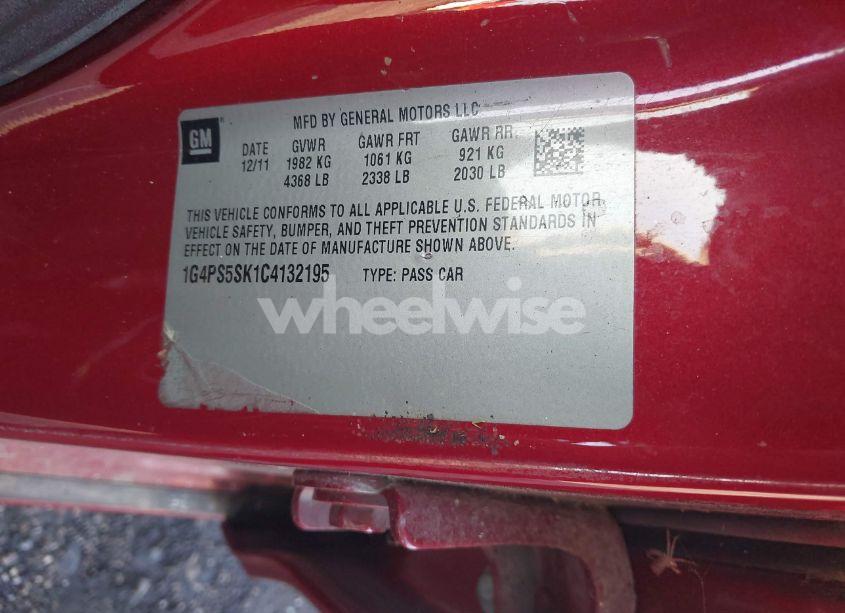 MFD BY GENERAL MOTORS LLC
GM
DATE GVWR GAWR FRT GAWR RR
12/11 1982 KG 1061 KG 921 KG
4368 LB 2338 LB 2030 LB
THIS VEHICLE CONFORMS TO ALL APPLICABLE U.S. FEDERAL MOTOR
VEHICLE SAFETY, BUMPER, AND THEFT PREVENTION STANDARDS IN
EFFECT ON THE DATE OF MANUFACTURE SHOWN ABOVE.
1G4PS5SK1C4132195 TYPE: PASS CAR
wheelwise